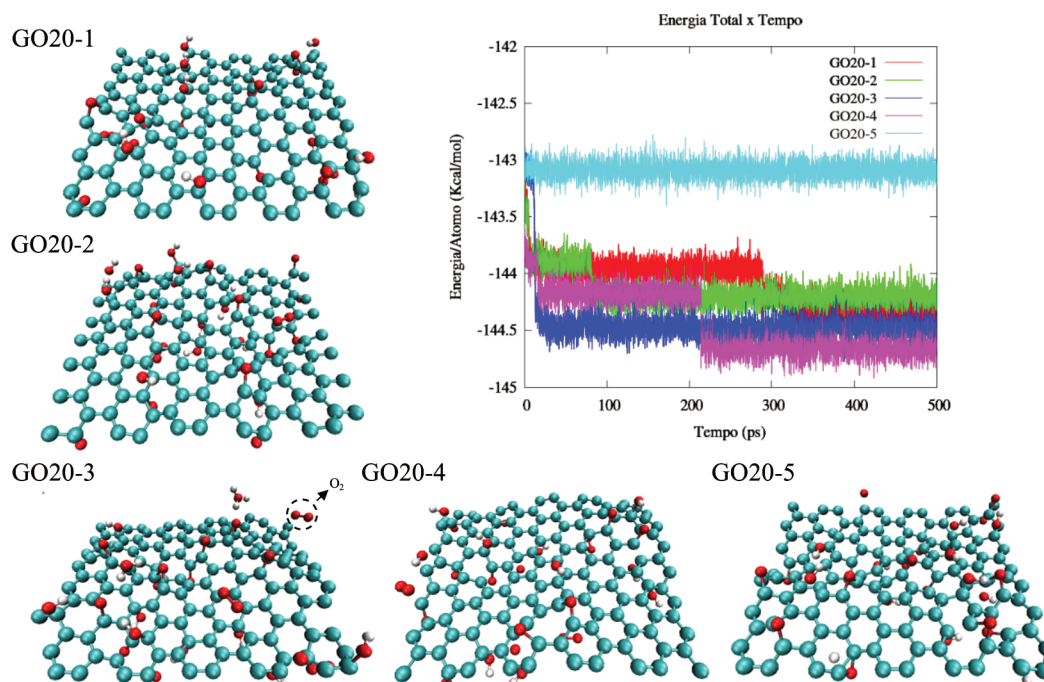 GO20-1
Energia Total x Tempo
-142
-142.5
-143
-143.5
-144
-144.5
-145
Energia/Atomo (Kcal/mol)
GO20-1
GO20-2
GO20-3
GO20-4
GO20-5
0
100
200
300
400
500
Tempo (ps)
GO20-2
GO20-3
O2
GO20-4
GO20-5